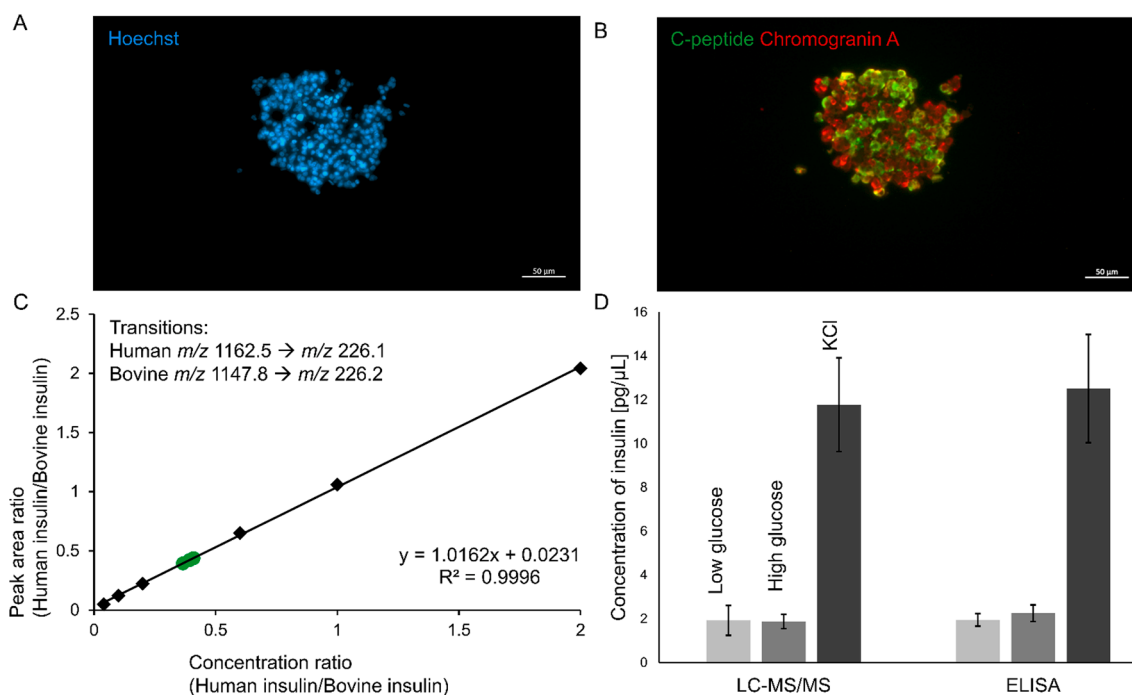 A
Hoechst
50 µm
B
C-peptide Chromogranin A
50 µm
C
Peak area ratio
(Human insulin/Bovine insulin)
2.5
2
1.5
1
0.5
0
Transitions:
Human m/z 1162.5 → m/z 226.1
Bovine m/z 1147.8 → m/z 226.2
y = 1.0162x + 0.0231
R² = 0.9996
0 0.5 1 1.5 2
Concentration ratio
(Human insulin/Bovine insulin)
D
Concentration of insulin [pg/µL]
16
14
12
10
8
6
4
2
0
Low glucose
High glucose
KCl
LC-MS/MS ELISA